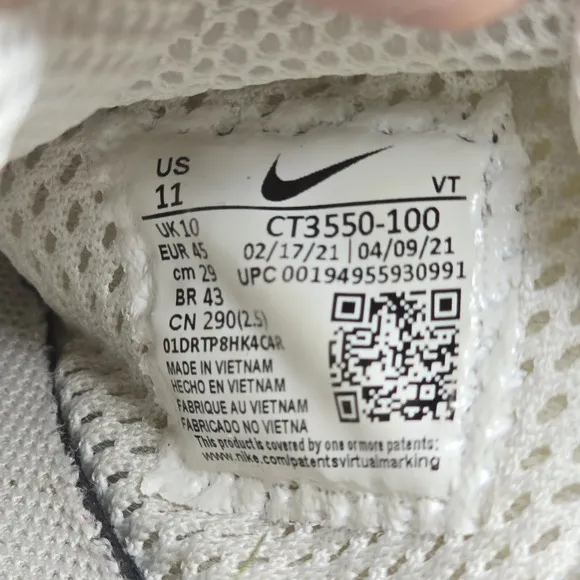 US
11
VT
UK 10
CT3550-100
EUR 45
02/17/21 | 04/09/21
cm 29
UPC 00194955930991
BR 43
CN 290(2.5)
01DRTP8HK4CAR
MADE IN VIETNAM
HECHO EN VIETNAM
FABRIQUE AU VIETNAM
FABRICADO NO VIETNA
This product is covered by one or more patents:
www.nike.com/patentsvirtualmarking